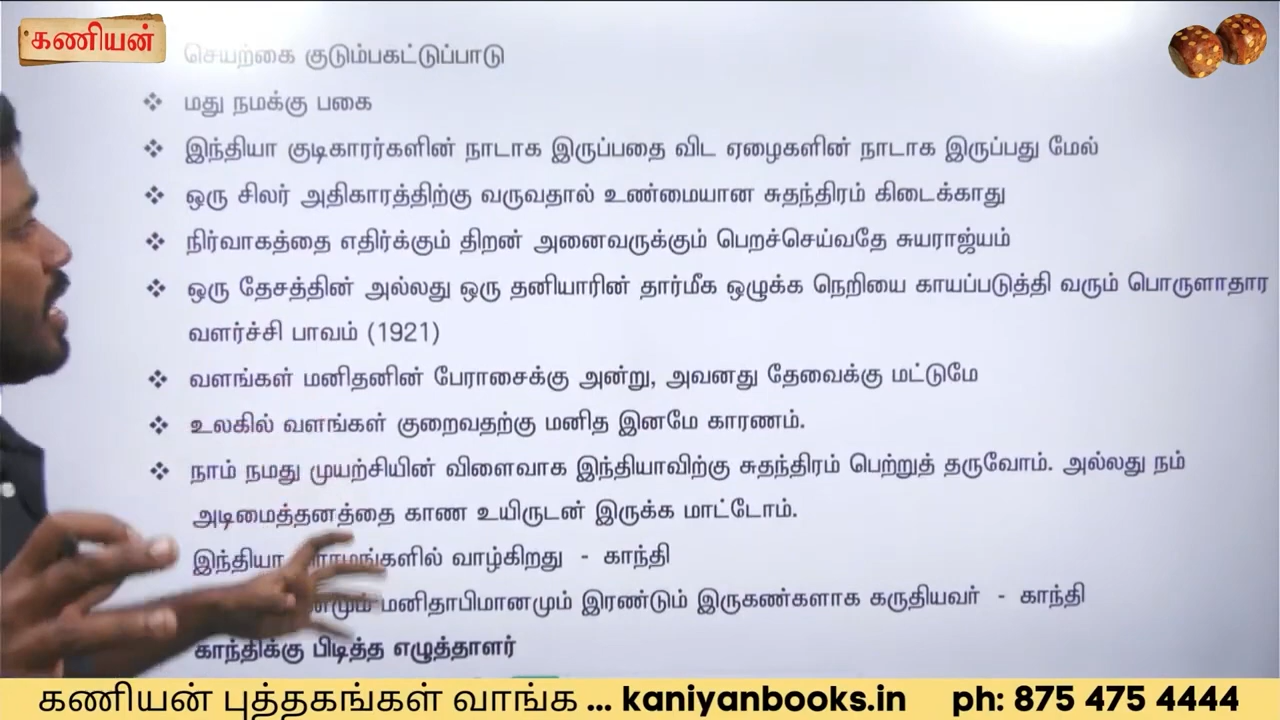 கணியன்
செயற்கை குடும்பகட்டுப்பாடு
❖ மது நமக்கு பகை
❖ இந்தியா குடிகாரர்களின் நாடாக இருப்பதை விட ஏழைகளின் நாடாக இருப்பது மேல்
❖ ஒரு சிலர் அதிகாரத்திற்கு வருவதால் உண்மையான சுதந்திரம் கிடைக்காது
❖ நிர்வாகத்தை எதிர்க்கும் திறன் அனைவருக்கும் பெறச்செய்வதே சுயராஜ்யம்
❖ ஒரு தேசத்தின் அல்லது ஒரு தனியாரின் தார்மீக ஒழுக்க நெறியை காயப்படுத்தி வரும் பொருளாதார
வளர்ச்சி பாவம் (1921)
❖ வளங்கள் மனிதனின் பேராசைக்கு அன்று, அவனது தேவைக்கு மட்டுமே
❖ உலகில் வளங்கள் குறைவதற்கு மனித இனமே காரணம்.
❖ நாம் நமது முயற்சியின் விளைவாக இந்தியாவிற்கு சுதந்திரம் பெற்றுத் தருவோம். அல்லது நம்
அடிமைத்தனத்தை காண உயிருடன் இருக்க மாட்டோம்.
இந்தியா வாழ்கிறது - காந்தி
மனிதாபிமானமும் இரண்டும் இருகண்களாக கருதியவர் - காந்தி
காந்திக்கு பிடித்த எழுத்தாளர்
கணியன் புத்தகங்கள் வாங்க ... kaniyanbooks.in ph: 875 475 4444